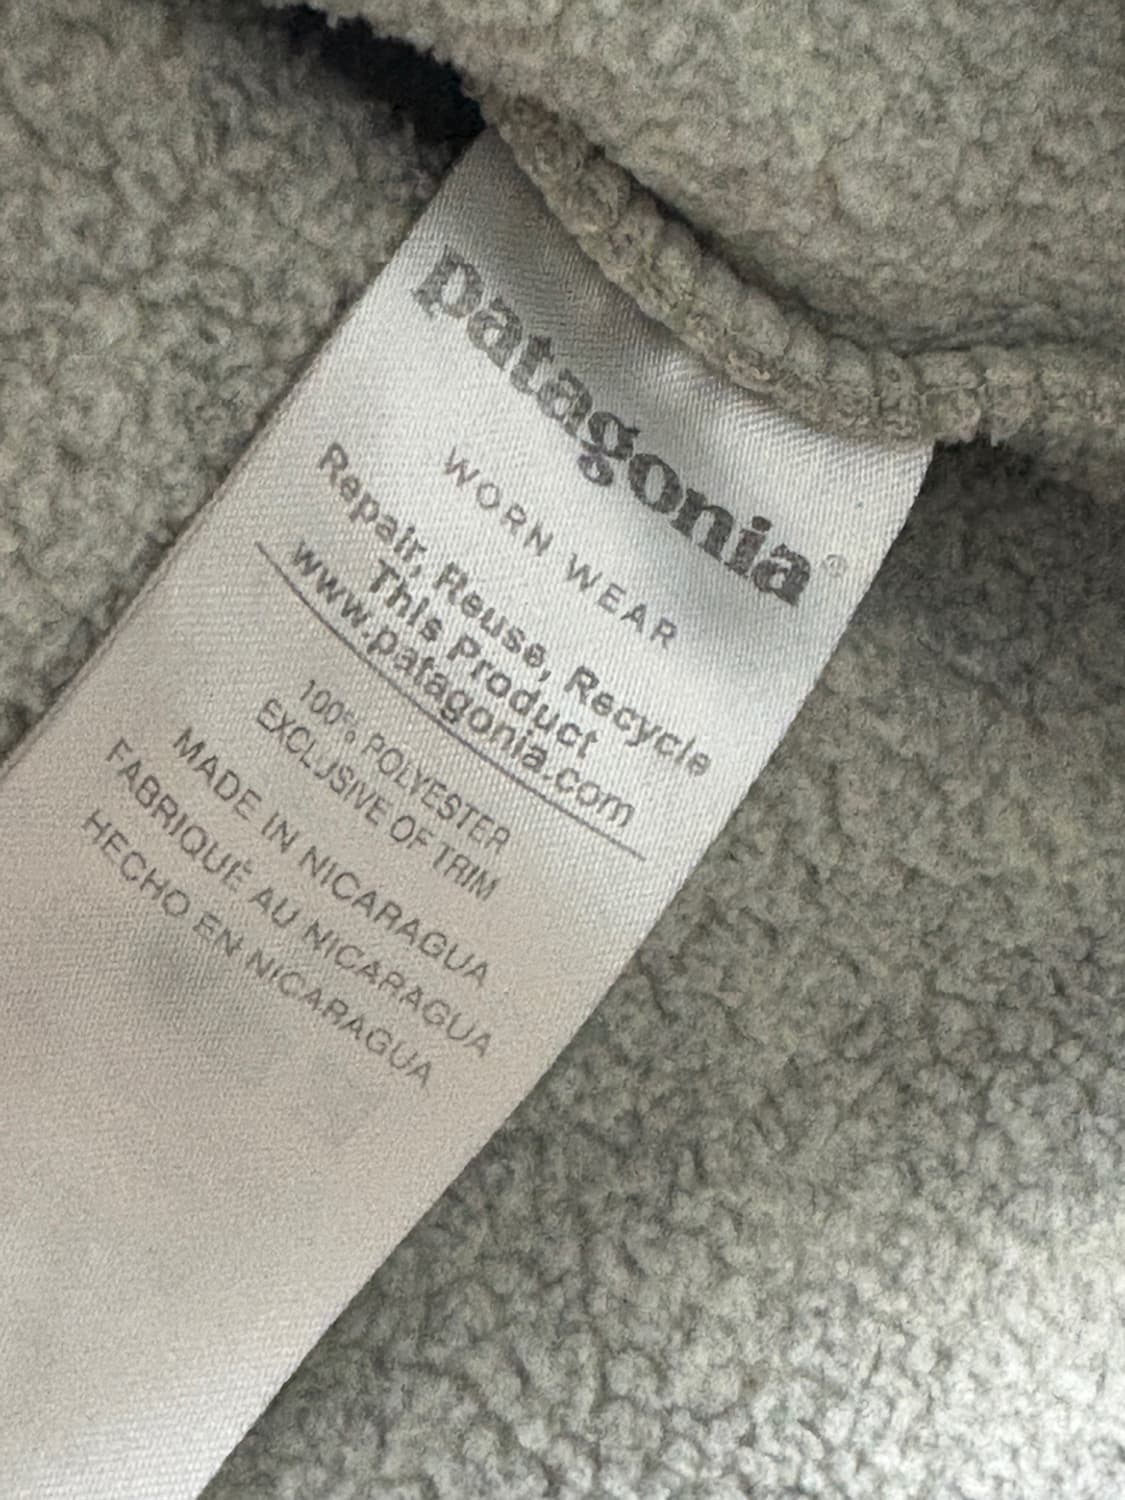 patagonia®
WORN WEAR
Repair, Reuse, Recycle
This Product
www.patagonia.com
100% POLYESTER
EXCLUSIVE OF TRIM
MADE IN NICARAGUA
FABRIQUÉ AU NICARAGUA
HECHO EN NICARAGUA